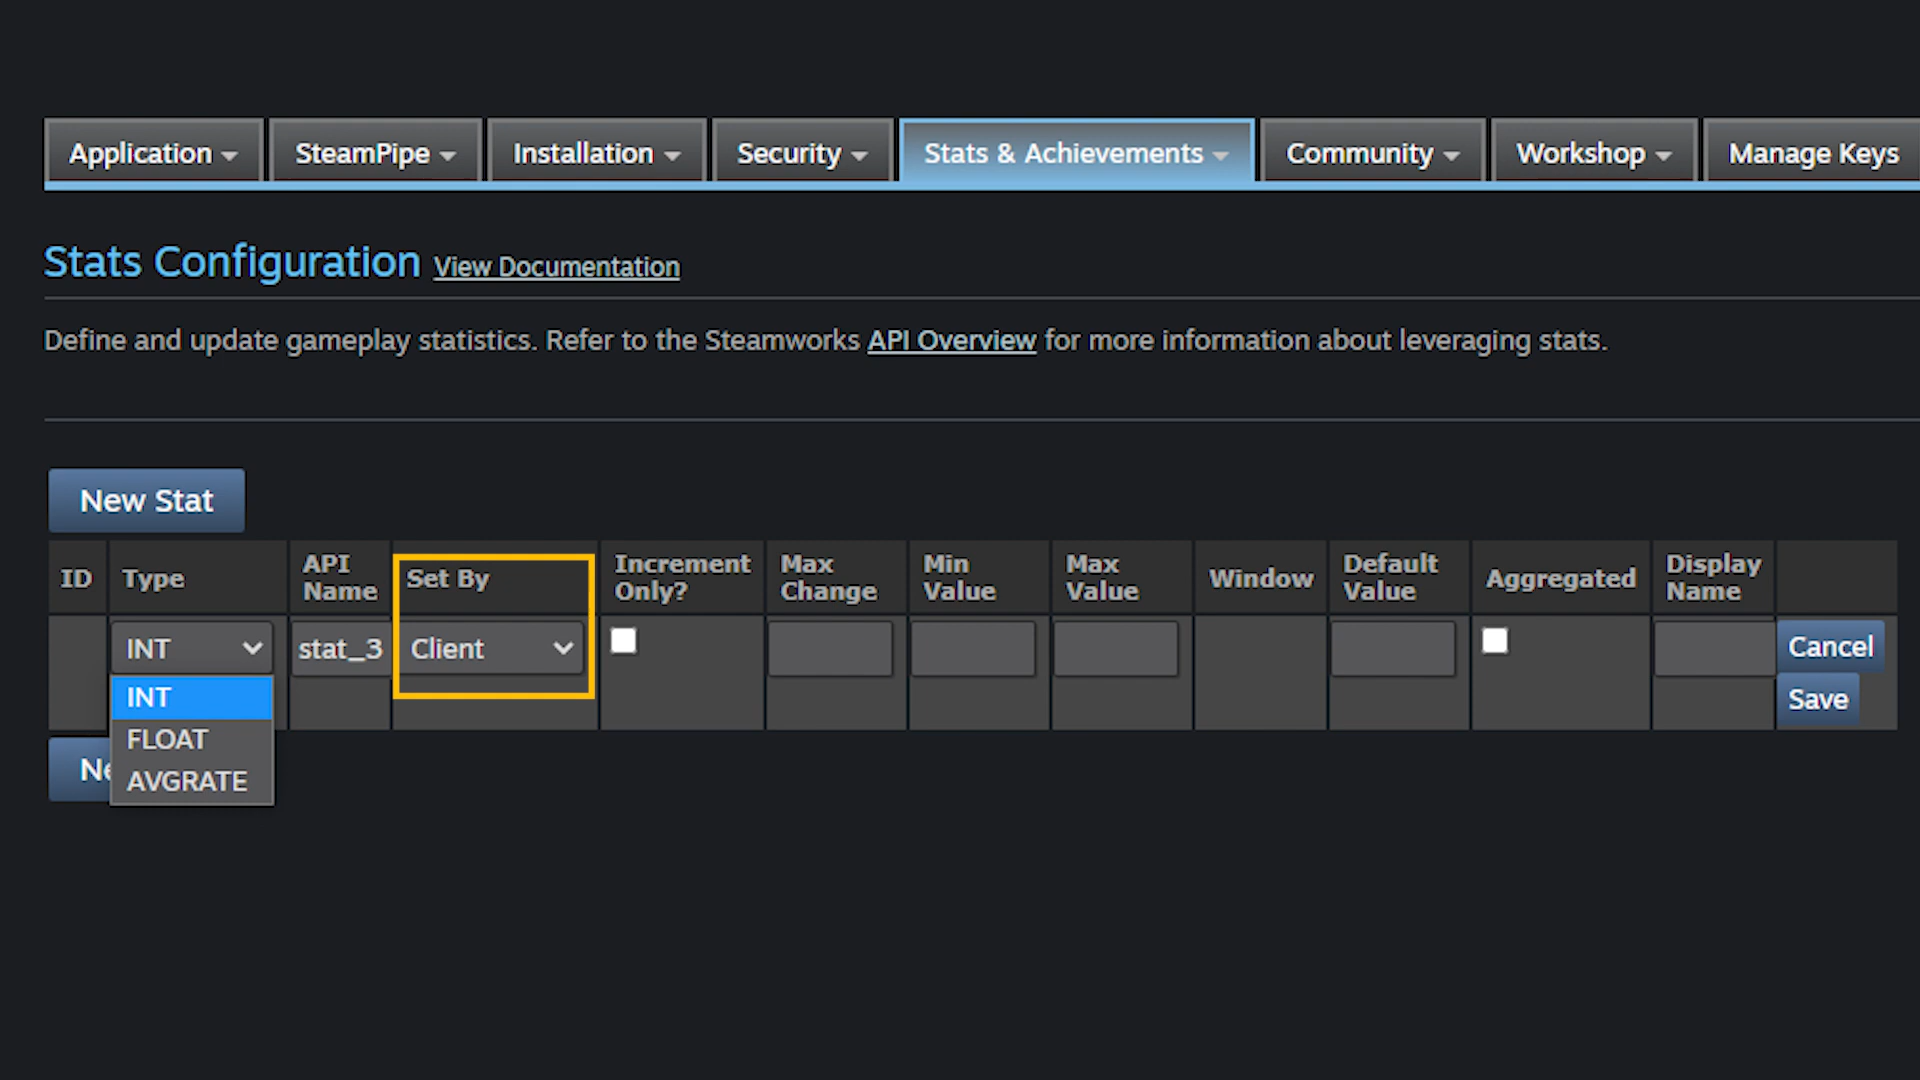 Application
SteamPipe
Installation
Security
Stats & Achievements
Community
Workshop
Manage Keys
Stats Configuration View Documentation
Define and update gameplay statistics. Refer to the Steamworks API Overview for more information about leveraging stats.
New Stat
ID
Type
API
Name
Set By
Increment
Only?
Max
Change
Min
Value
Max
Value
Window
Default
Value
Aggregated
Display
Name
INT
stat_3
Client
Cancel
Save
INT
FLOAT
AVGRATE